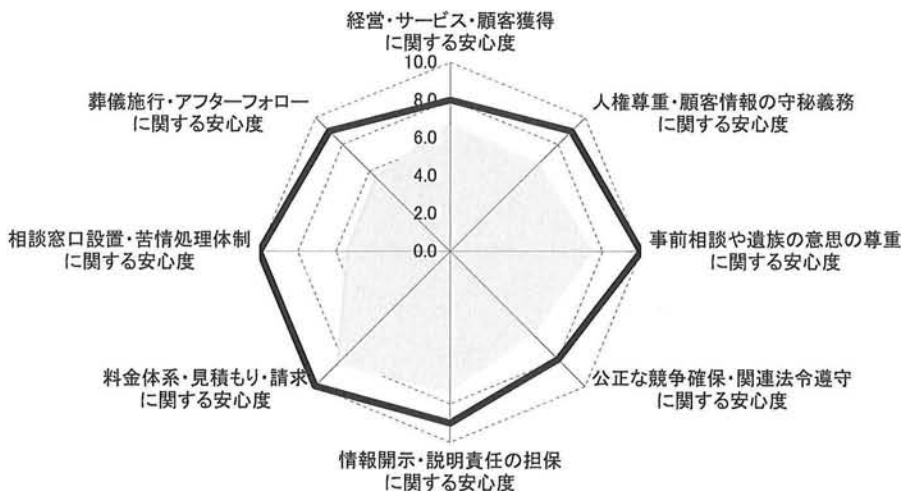 経営・サービス・顧客獲得
に関する安心度
10.0
8.0
6.0
4.0
2.0
0.0
人権尊重・顧客情報の守秘義務
に関する安心度
事前相談や遺族の意思の尊重
に関する安心度
公正な競争確保・関連法令遵守
に関する安心度
情報開示・説明責任の担保
に関する安心度
料金体系・見積もり・請求
に関する安心度
相談窓口設置・苦情処理体制
に関する安心度
葬儀施行・アフターフォロー
に関する安心度